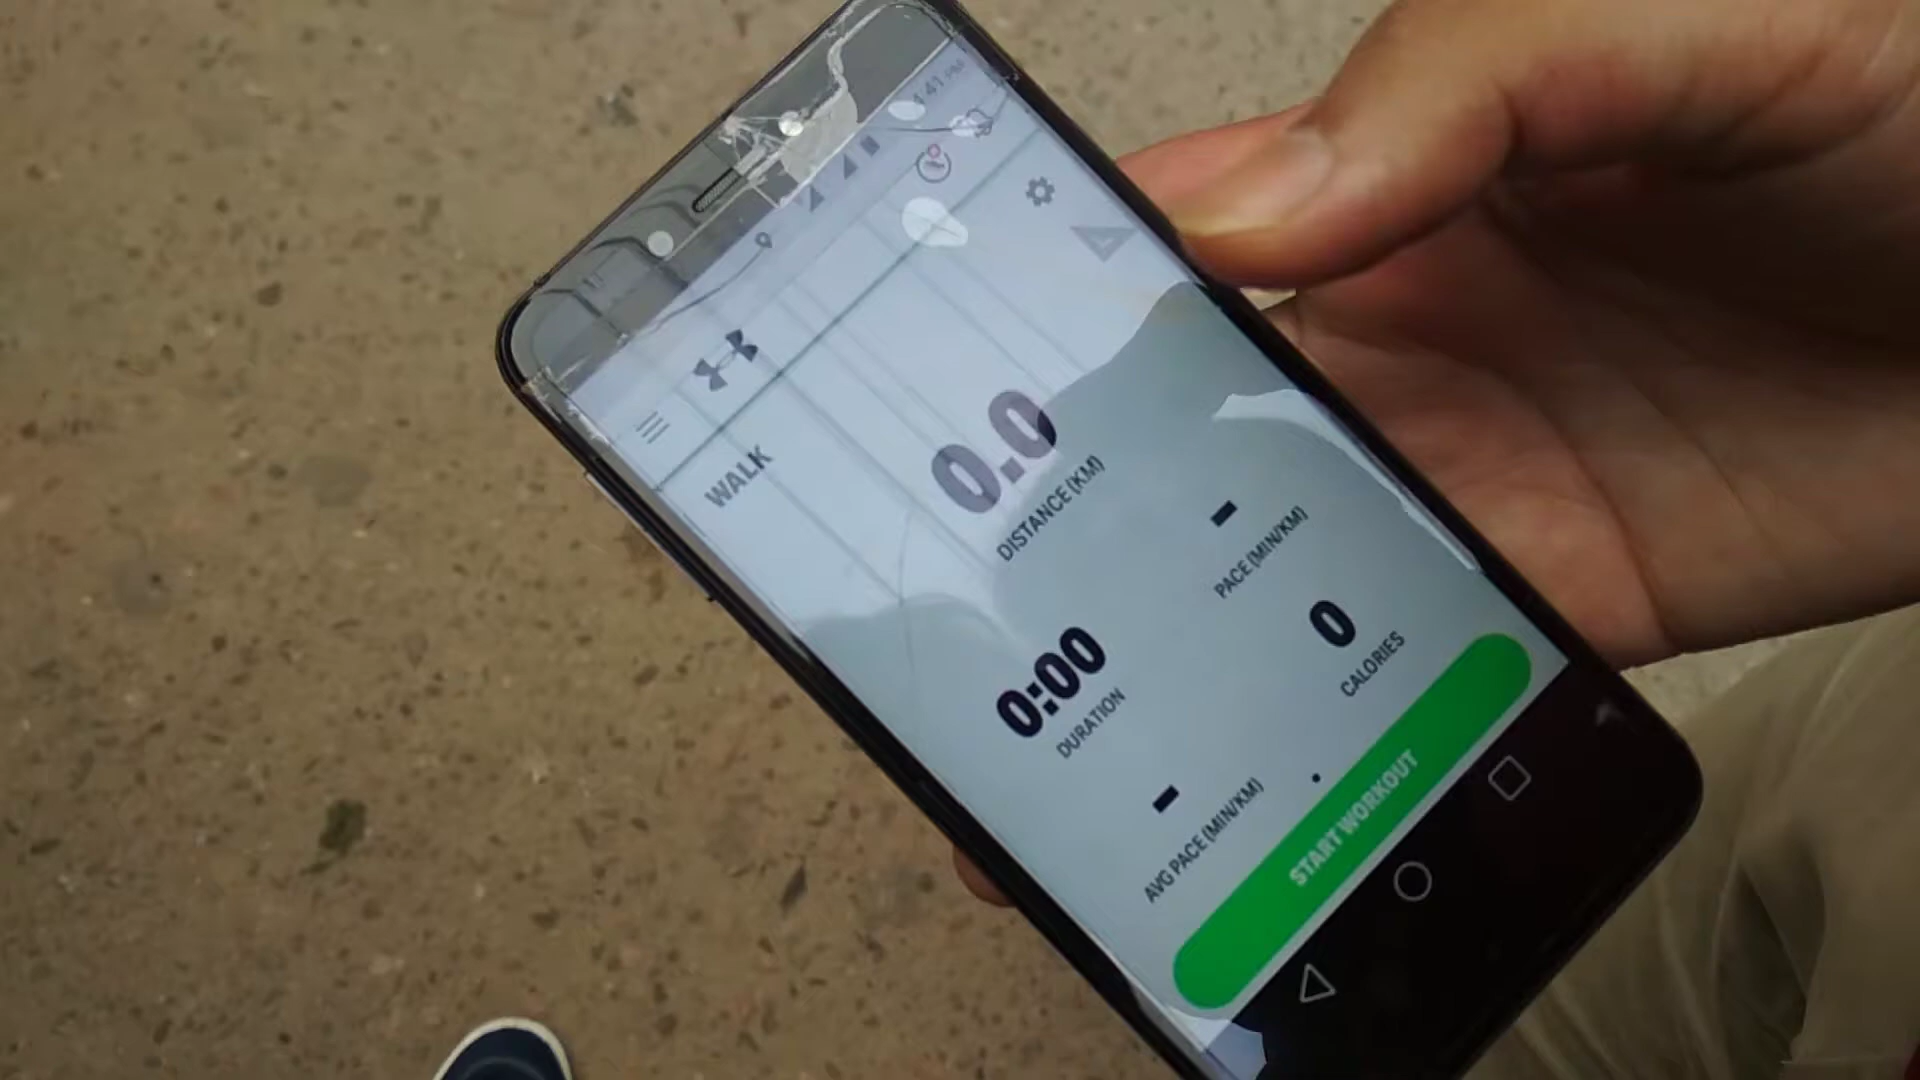 WALK
0.0
DISTANCE (KM)
0:00
DURATION
-
PACE (MIN/KM)
-
AVG PACE (MIN/KM)
0
CALORIES
START WORKOUT